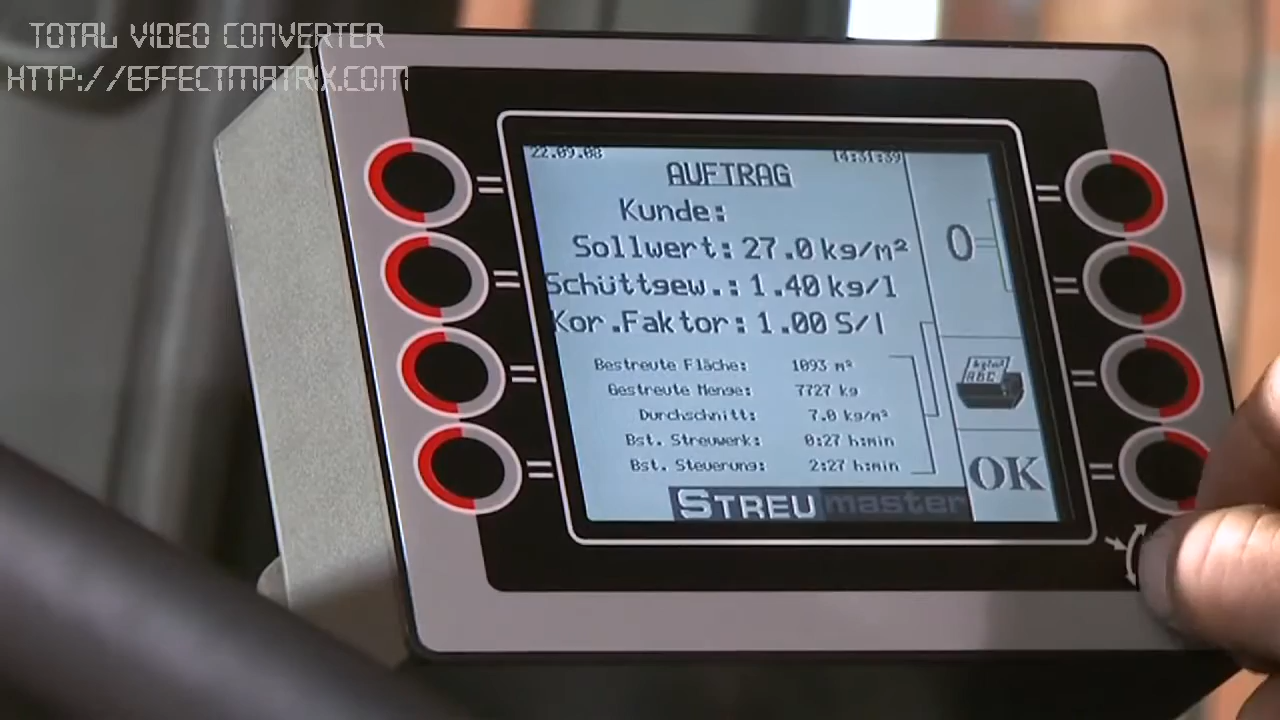 TOTAL VIDEO CONVERTER
HTTP://EFFECTMATRIX.COM
22.09.08 14:31:39
AUFTRAG
Kunde:
Sollwert: 27.0 kg/m²
Schüttgew.: 1.40 kg/l
Kor.Faktor: 1.00 S/l
0
Bestreute Fläche: 1093 m²
Gestreute Menge: 7727 kg
Durchschnitt: 7.0 kg/m²
Bst. Streuwerk: 0:27 h:min
Bst. Steuerung: 2:27 h:min
ABC
OK
STREUmaster